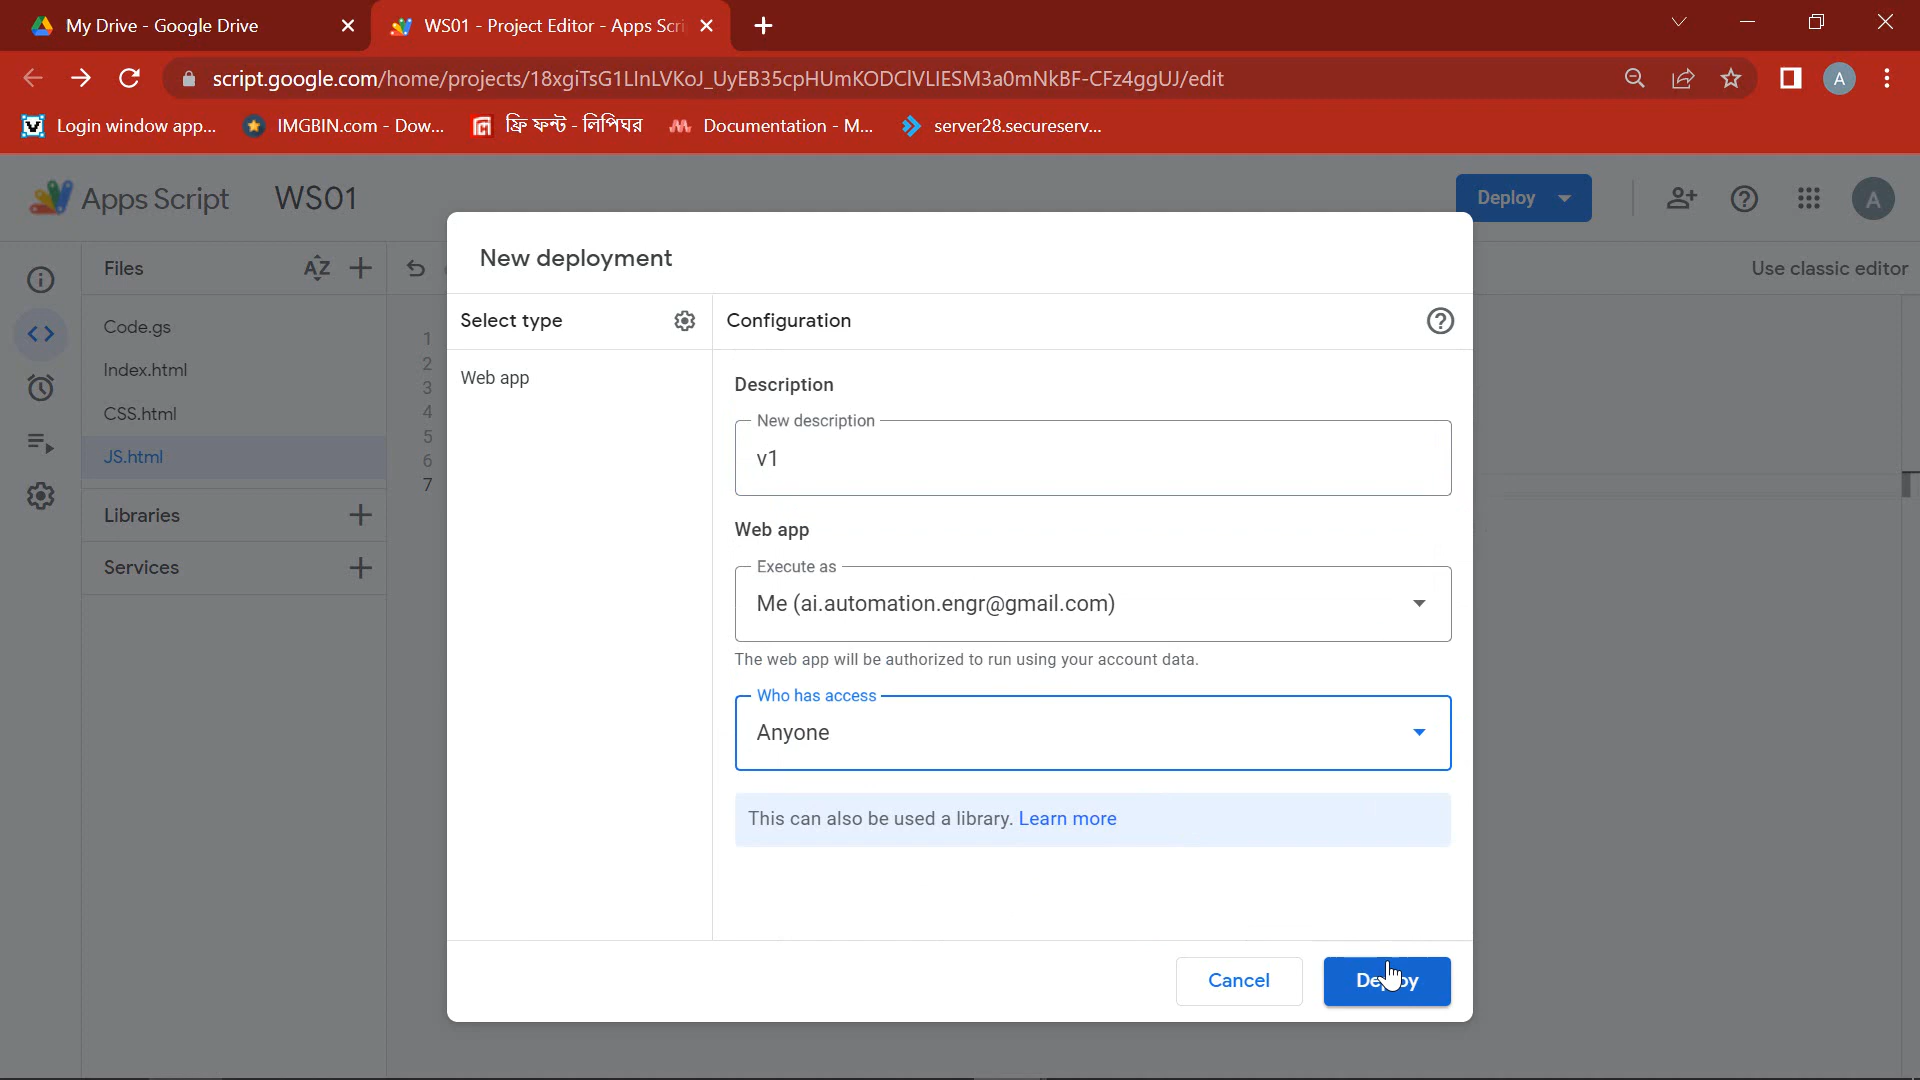 My Drive - Google Drive
WS01 - Project Editor - Apps Scri
script.google.com/home/projects/18xgiTsG1LInLVKoJ_UyEB35cpHUmKODClVLIESM3a0mNkBF-CFz4ggUJ/edit
A
Login window app...
IMGBIN.com - Dow...
ফ্রি ফন্ট - লিপিঘর
Documentation - M...
server28.secureserv...
Apps Script
WS01
Deploy
A
Files
AZ
Use classic editor
Code.gs
Index.html
CSS.html
JS.html
Libraries
Services
1
2
3
4
5
6
7
New deployment
Select type
Configuration
Web app
Description
New description
v1
Web app
Execute as
Me (ai.automation.engr@gmail.com)
The web app will be authorized to run using your account data.
Who has access
Anyone
This can also be used a library. Learn more
Cancel
Deploy